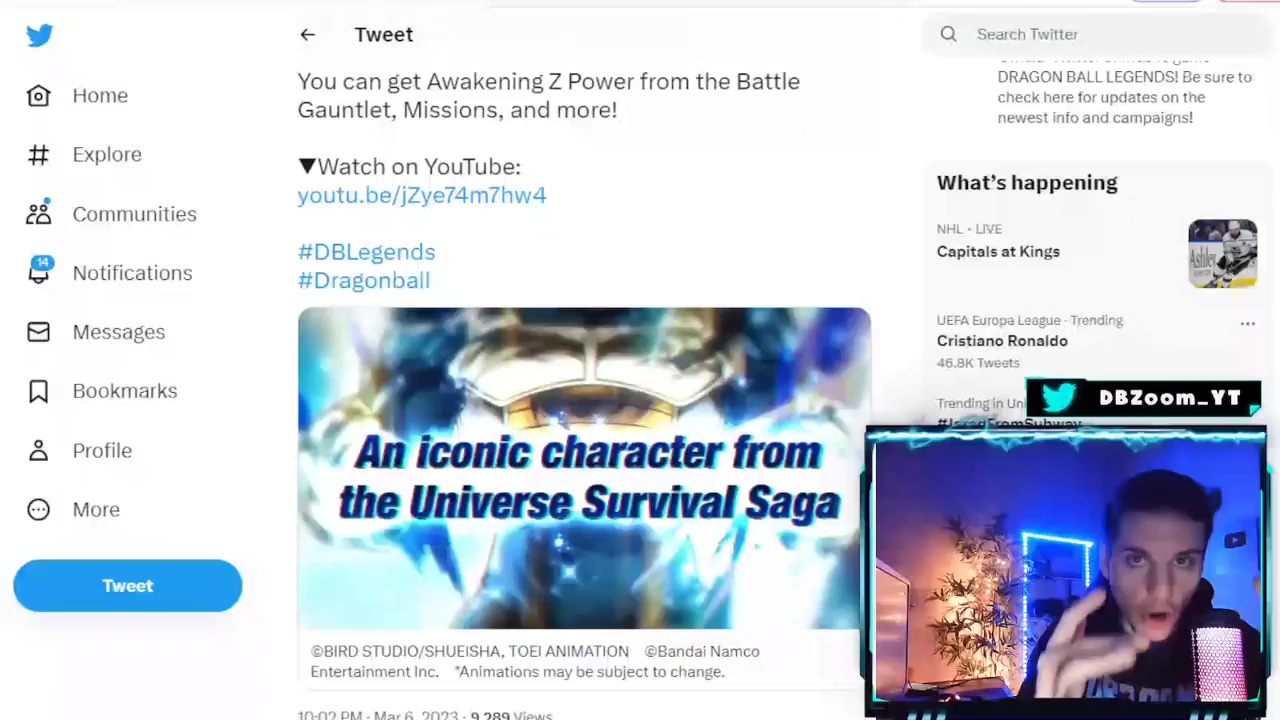 Tweet
Search Twitter
You can get Awakening Z Power from the Battle
Gauntlet, Missions, and more!
▼Watch on YouTube:
youtu.be/jZye74m7hw4
#DBLegends
#Dragonball
An iconic character from
the Universe Survival Saga
©BIRD STUDIO/SHUEISHA, TOEI ANIMATION ©Bandai Namco
Entertainment Inc. *Animations may be subject to change.
10:02 PM · Mar 6, 2023 · 9,289 Views
Home
Explore
Communities
14
Notifications
Messages
Bookmarks
Profile
More
Tweet
DRAGON BALL LEGENDS! Be sure to
check here for updates on the
newest info and campaigns!
What's happening
NHL · LIVE
Capitals at Kings
UEFA Europa League · Trending
Cristiano Ronaldo
46.8K Tweets
Trending in
DBZoom_YT